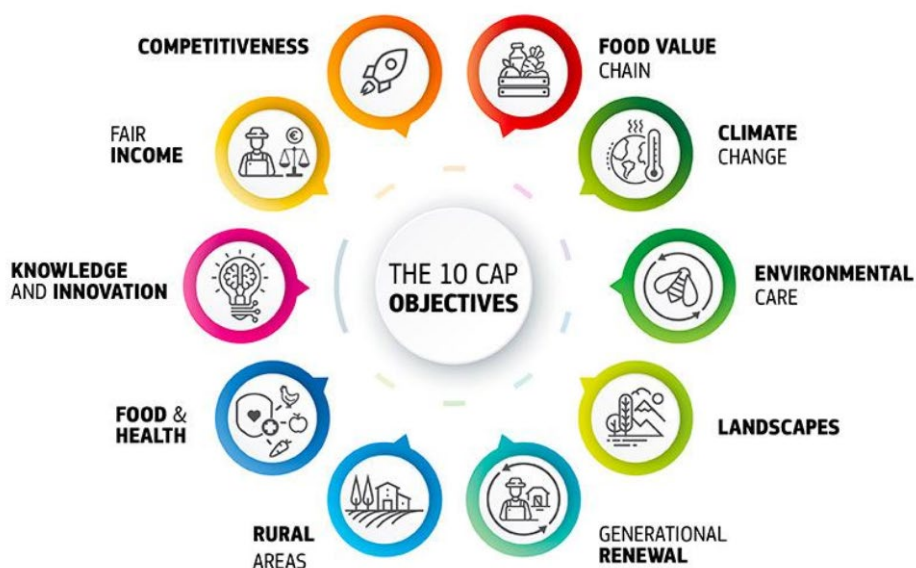 COMPETITIVENESS
FOOD VALUE
CHAIN
FAIR
INCOME
€
CLIMATE
CHANGE
KNOWLEDGE
AND INNOVATION
THE 10 CAP
OBJECTIVES
ENVIRONMENTAL
CARE
FOOD &
HEALTH
LANDSCAPES
RURAL
AREAS
GENERATIONAL
RENEWAL